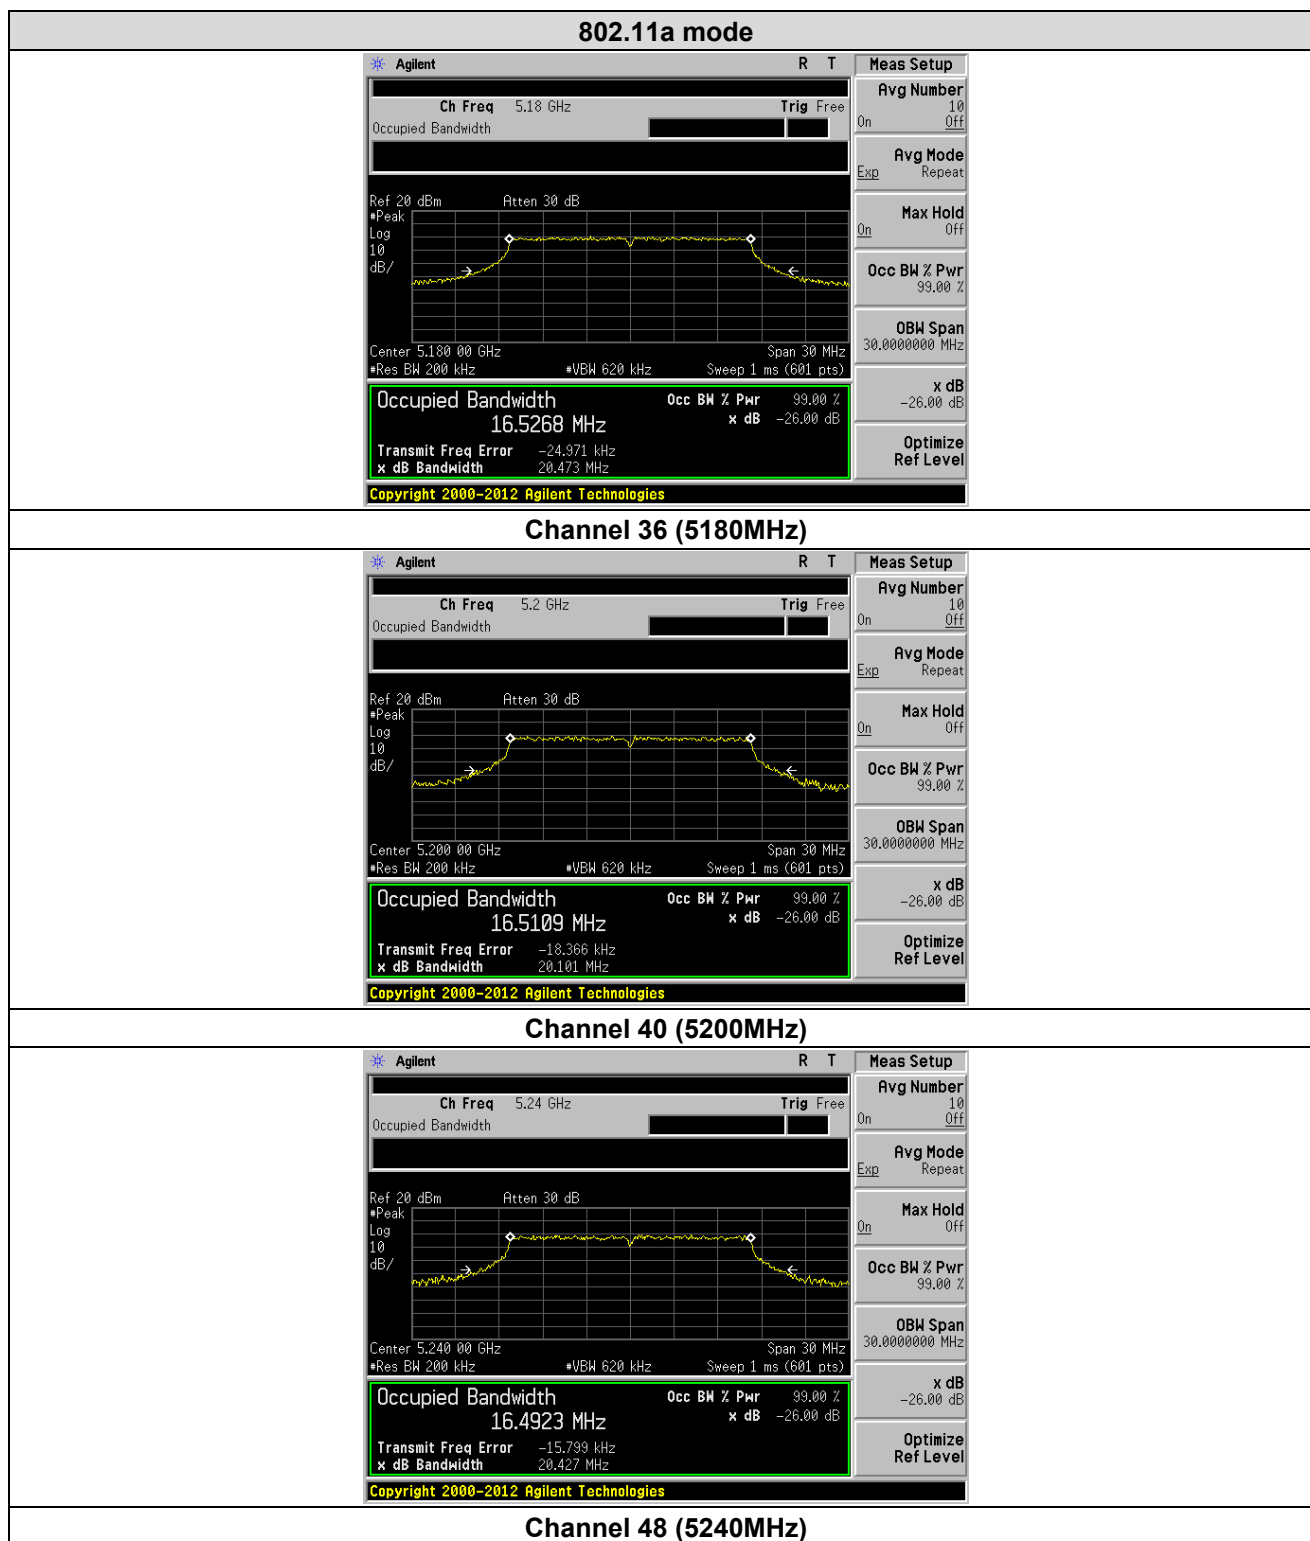 802.11a mode
Agilent R T Meas Setup
Ch Freq 5.18 GHz Trig Free
Occupied Bandwidth
Avg Number
10
On Off
Avg Mode
Exp Repeat
Max Hold
On Off
Occ BW % Pwr
99.00 %
OBW Span
30.0000000 MHz
x dB
-26.00 dB
Optimize
Ref Level
Ref 20 dBm Atten 30 dB
#Peak
Log
10
dB/
Center 5.180 00 GHz Span 30 MHz
#Res BW 200 kHz #VBW 620 kHz Sweep 1 ms (601 pts)
Occupied Bandwidth Occ BW % Pwr 99.00 %
16.5268 MHz x dB -26.00 dB
Transmit Freq Error -24.971 kHz
x dB Bandwidth 20.473 MHz
Copyright 2000-2012 Agilent Technologies
Channel 36 (5180MHz)
Agilent R T Meas Setup
Ch Freq 5.2 GHz Trig Free
Occupied Bandwidth
Avg Number
10
On Off
Avg Mode
Exp Repeat
Max Hold
On Off
Occ BW % Pwr
99.00 %
OBW Span
30.0000000 MHz
x dB
-26.00 dB
Optimize
Ref Level
Ref 20 dBm Atten 30 dB
#Peak
Log
10
dB/
Center 5.200 00 GHz Span 30 MHz
#Res BW 200 kHz #VBW 620 kHz Sweep 1 ms (601 pts)
Occupied Bandwidth Occ BW % Pwr 99.00 %
16.5109 MHz x dB -26.00 dB
Transmit Freq Error -18.366 kHz
x dB Bandwidth 20.101 MHz
Copyright 2000-2012 Agilent Technologies
Channel 40 (5200MHz)
Agilent R T Meas Setup
Ch Freq 5.24 GHz Trig Free
Occupied Bandwidth
Avg Number
10
On Off
Avg Mode
Exp Repeat
Max Hold
On Off
Occ BW % Pwr
99.00 %
OBW Span
30.0000000 MHz
x dB
-26.00 dB
Optimize
Ref Level
Ref 20 dBm Atten 30 dB
#Peak
Log
10
dB/
Center 5.240 00 GHz Span 30 MHz
#Res BW 200 kHz #VBW 620 kHz Sweep 1 ms (601 pts)
Occupied Bandwidth Occ BW % Pwr 99.00 %
16.4923 MHz x dB -26.00 dB
Transmit Freq Error -15.799 kHz
x dB Bandwidth 20.427 MHz
Copyright 2000-2012 Agilent Technologies
Channel 48 (5240MHz)